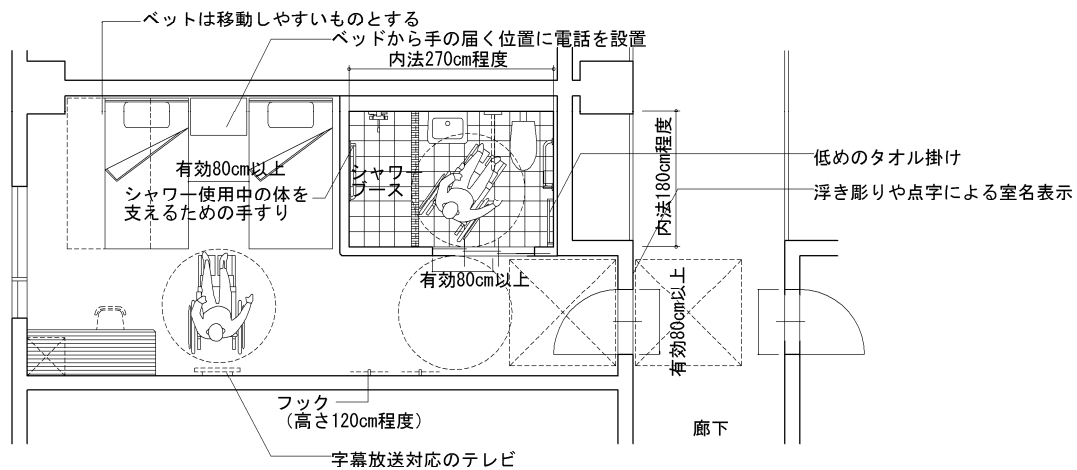 ベットは移動しやすいものとする
ベッドから手の届く位置に電話を設置
内法270cm程度
有効80cm以上
シャワー使用中の体を
支えるための手すり
シャワー
ブース
内法180cm程度
低めのタオル掛け
浮き彫りや点字による室名表示
有効80cm以上
有効80cm以上
フック
（高さ120cm程度）
廊下
字幕放送対応のテレビ